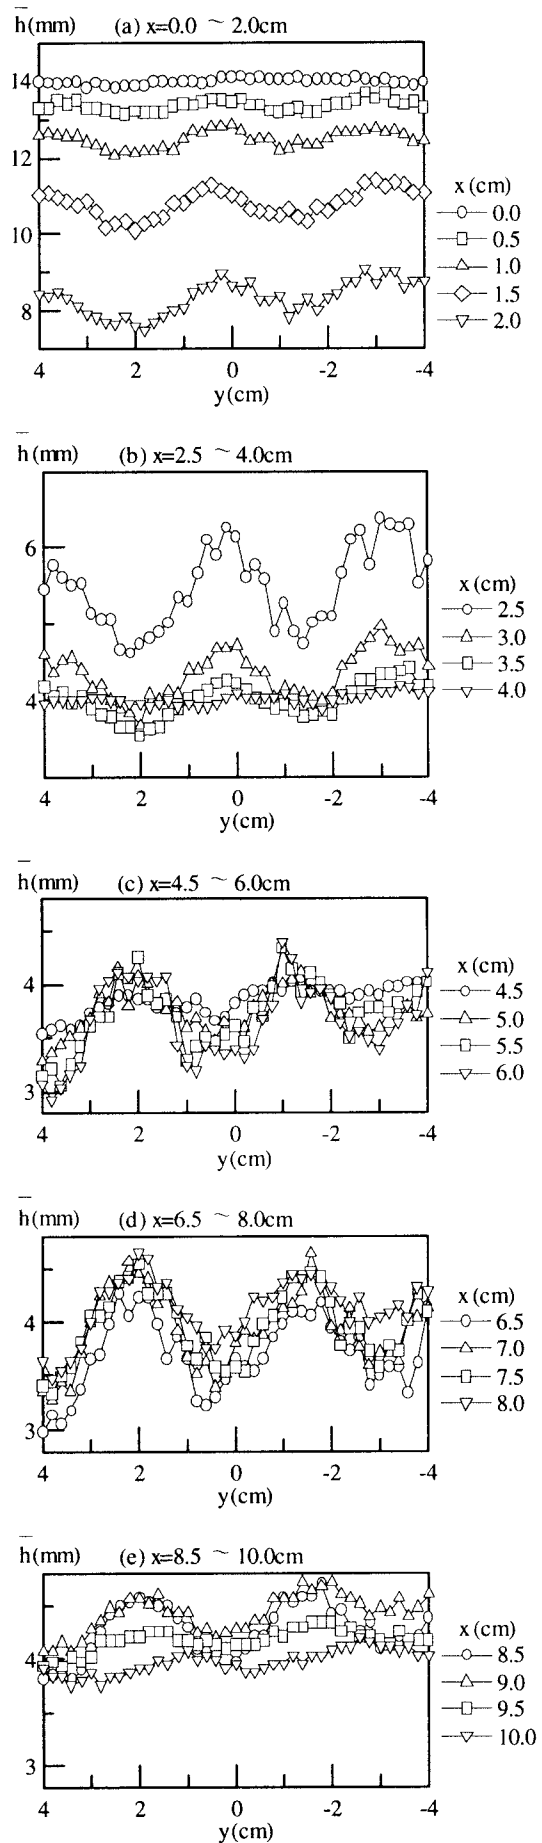 h̄ (mm) (a) x=0.0 ~ 2.0cm
14
12
10
8
4 2 0 -2 -4
y(cm)
x (cm)
0.0
0.5
1.0
1.5
2.0
h̄ (mm) (b) x=2.5 ~ 4.0cm
6
4
4 2 0 -2 -4
y(cm)
x (cm)
2.5
3.0
3.5
4.0
h̄ (mm) (c) x=4.5 ~ 6.0cm
4
3
4 2 0 -2 -4
y(cm)
x (cm)
4.5
5.0
5.5
6.0
h̄ (mm) (d) x=6.5 ~ 8.0cm
4
3
4 2 0 -2 -4
y(cm)
x (cm)
6.5
7.0
7.5
8.0
h̄ (mm) (e) x=8.5 ~ 10.0cm
4
3
4 2 0 -2 -4
y(cm)
x (cm)
8.5
9.0
9.5
10.0